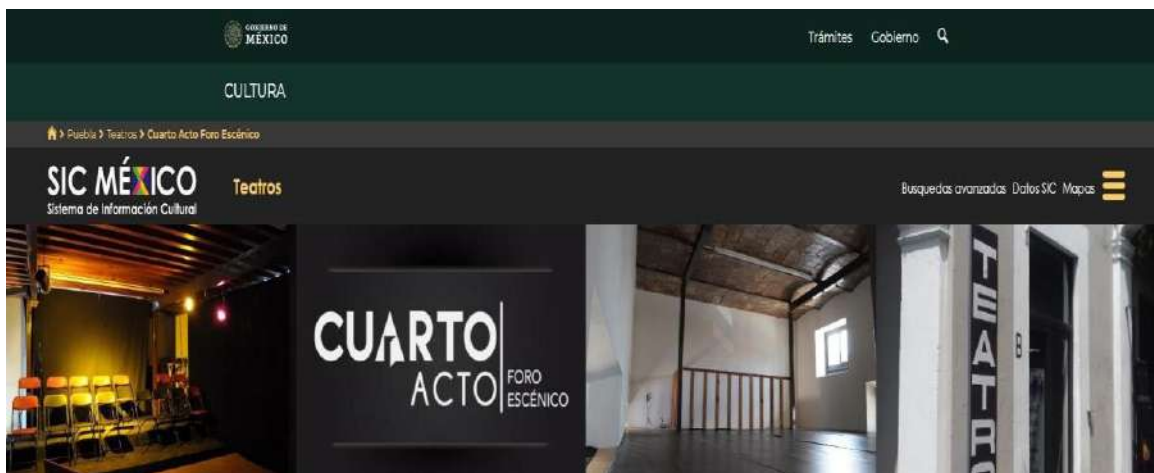 GOBIERNO DE
MÉXICO
Trámites Gobierno
CULTURA
Puebla > Teatros > Cuarto Acto Foro Escénico
SIC MÉXICO
Sistema de Información Cultural
Teatros
Busquedas avanzadas Datos SIC Mapas
CUARTO
ACTO
FORO
ESCÉNICO
TEATRO
8